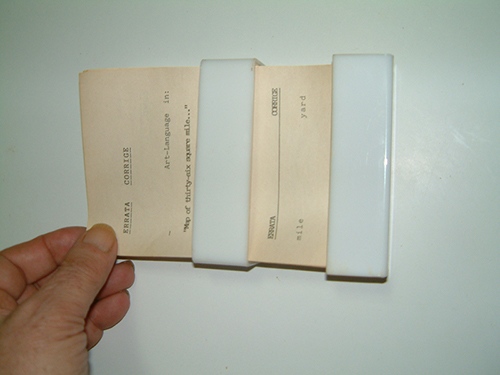 ERRATA CORRIGE
- Art-Language in:
"Map of thirty-six square mile..."
ERRATA CORRIGE
mile yard